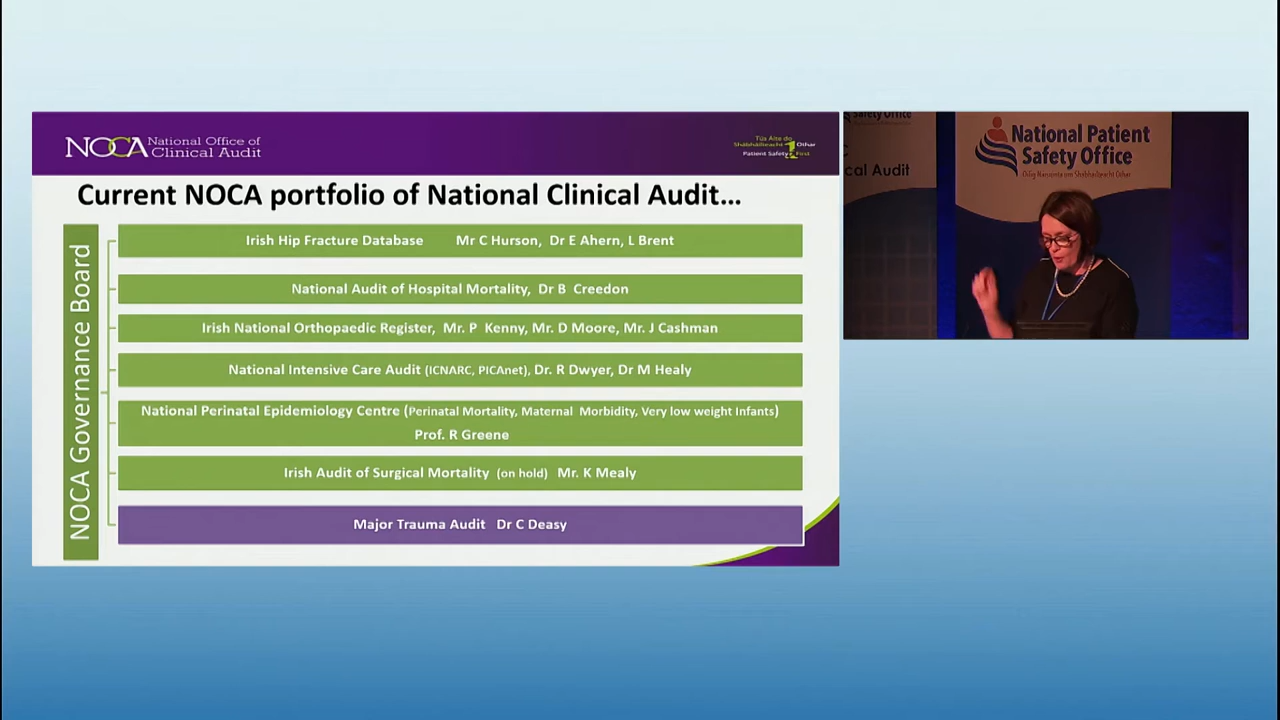 NOCA National Office of
Clinical Audit
Tús Áite do
Shábháilteacht 1 Othar
Patient Safety First
Current NOCA portfolio of National Clinical Audit...
NOCA Governance Board
Irish Hip Fracture Database Mr C Hurson, Dr E Ahern, L Brent
National Audit of Hospital Mortality, Dr B Creedon
Irish National Orthopaedic Register, Mr. P Kenny, Mr. D Moore, Mr. J Cashman
National Intensive Care Audit (ICNARC, PICAnet), Dr. R Dwyer, Dr M Healy
National Perinatal Epidemiology Centre (Perinatal Mortality, Maternal Morbidity, Very low weight Infants)
Prof. R Greene
Irish Audit of Surgical Mortality (on hold) Mr. K Mealy
Major Trauma Audit Dr C Deasy
Safety Office
cal Audit
National Patient
Safety Office
Oifig Náisiúnta um Shábháilteacht Othar